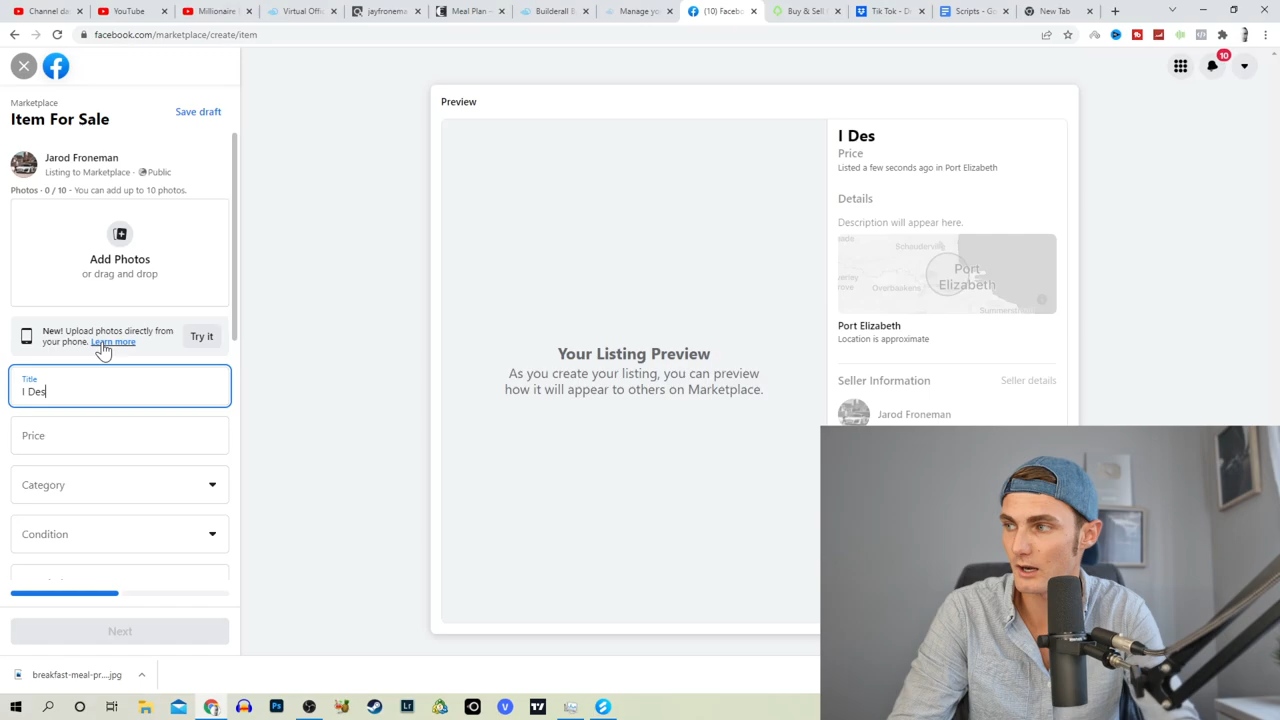 Channel da
YouTube
Millionaire
Virtual Offi
jayfronema
Meal Plan –
Builderall B
Manage yo
(10) Facebo
Buy & Sell
Tik Tok - D
Scripts - Go
New Tab
facebook.com/marketplace/create/item
10
Marketplace
Item For Sale
Save draft
Jarod Froneman
Listing to Marketplace · Public
Photos · 0 / 10 - You can add up to 10 photos.
Add Photos
or drag and drop
New! Upload photos directly from
your phone. Learn more
Try it
Title
I Des
Price
Category
Condition
Next
Preview
Your Listing Preview
As you create your listing, you can preview
how it will appear to others on Marketplace.
I Des
Price
Listed a few seconds ago in Port Elizabeth
Details
Description will appear here.
Schauderville
Port
Elizabeth
Port Elizabeth
Location is approximate
Seller Information
Seller details
Jarod Froneman
breakfast-meal-pr....jpg